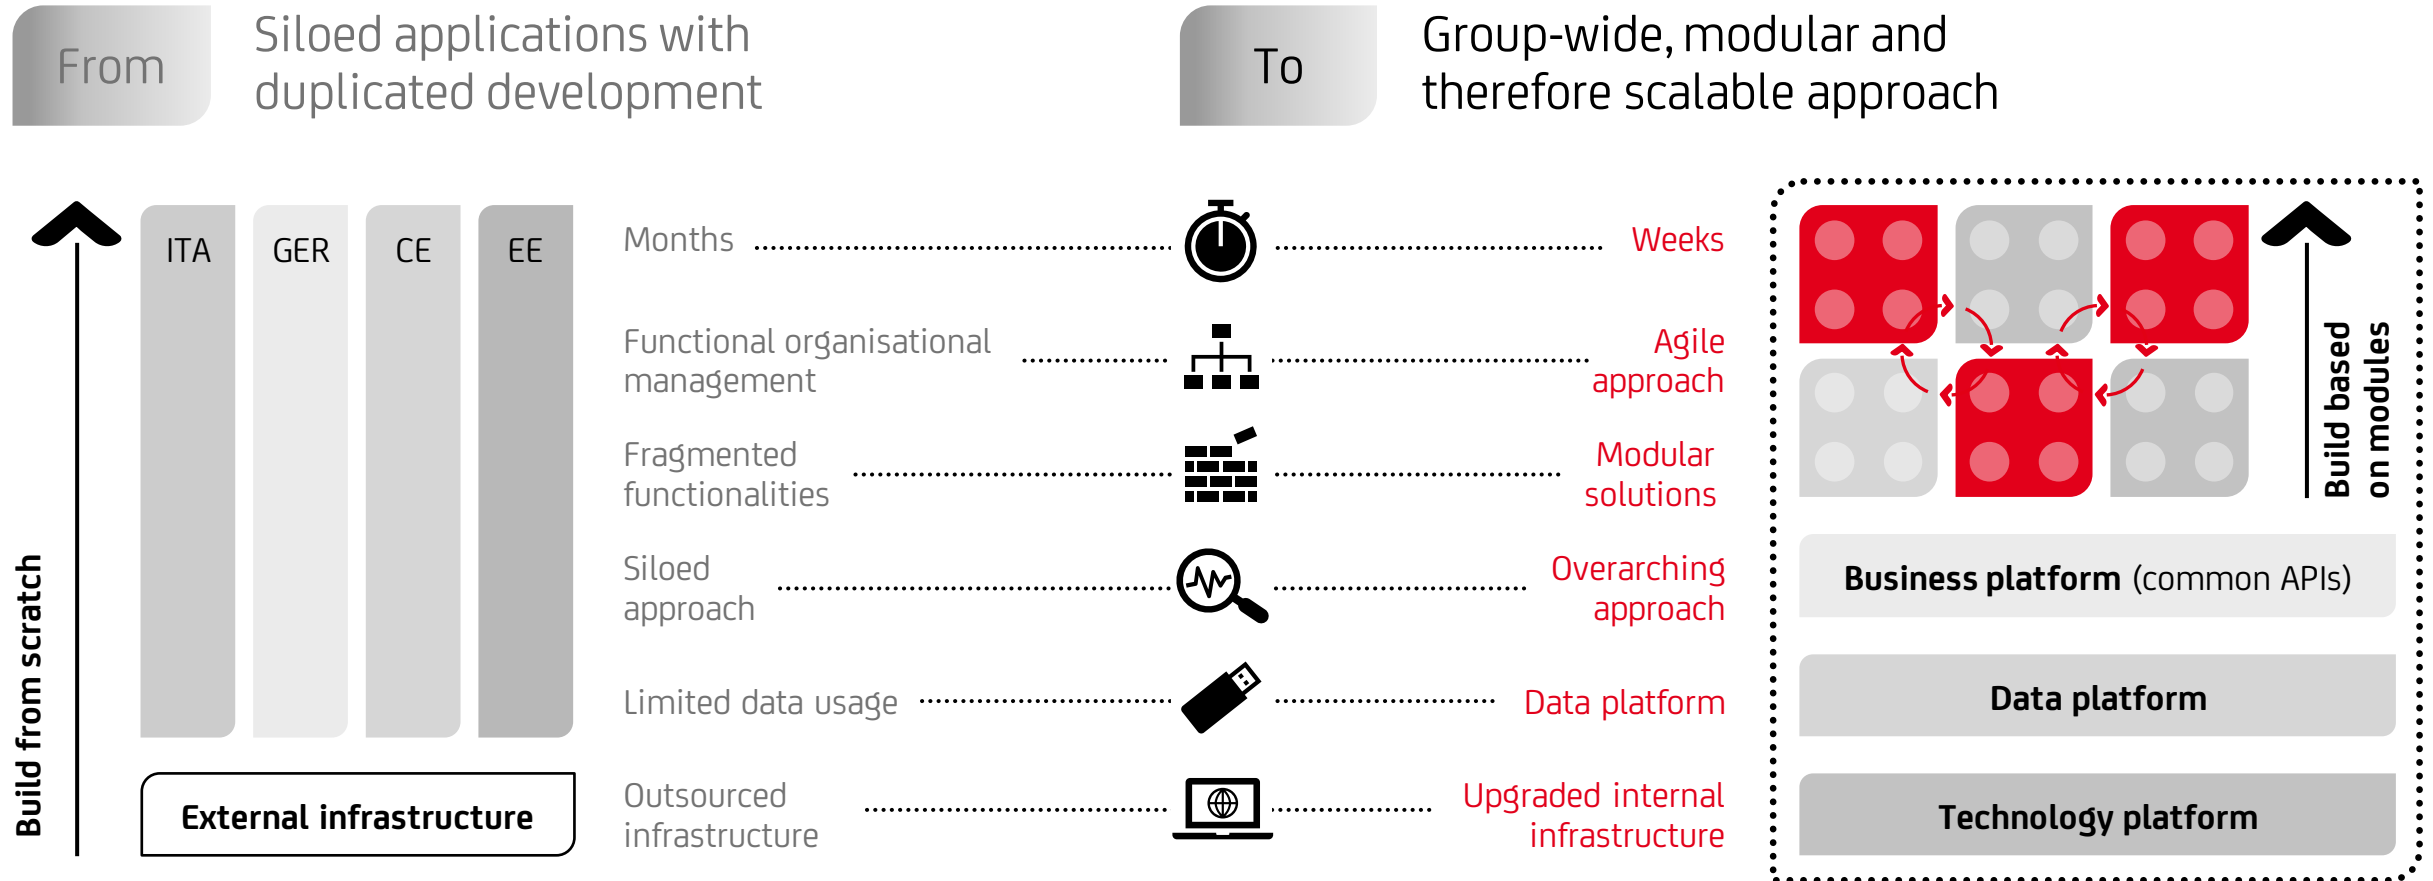 From
Siloed applications with
duplicated development
To
Group-wide, modular and
therefore scalable approach
Build from scratch
ITA
GER
CE
EE
External infrastructure
Months
Weeks
Functional organisational
management
Agile
approach
Fragmented
functionalities
Modular
solutions
Siloed
approach
Overarching
approach
Limited data usage
Data platform
Outsourced
infrastructure
Upgraded internal
infrastructure
Build based
on modules
Business platform (common APIs)
Data platform
Technology platform